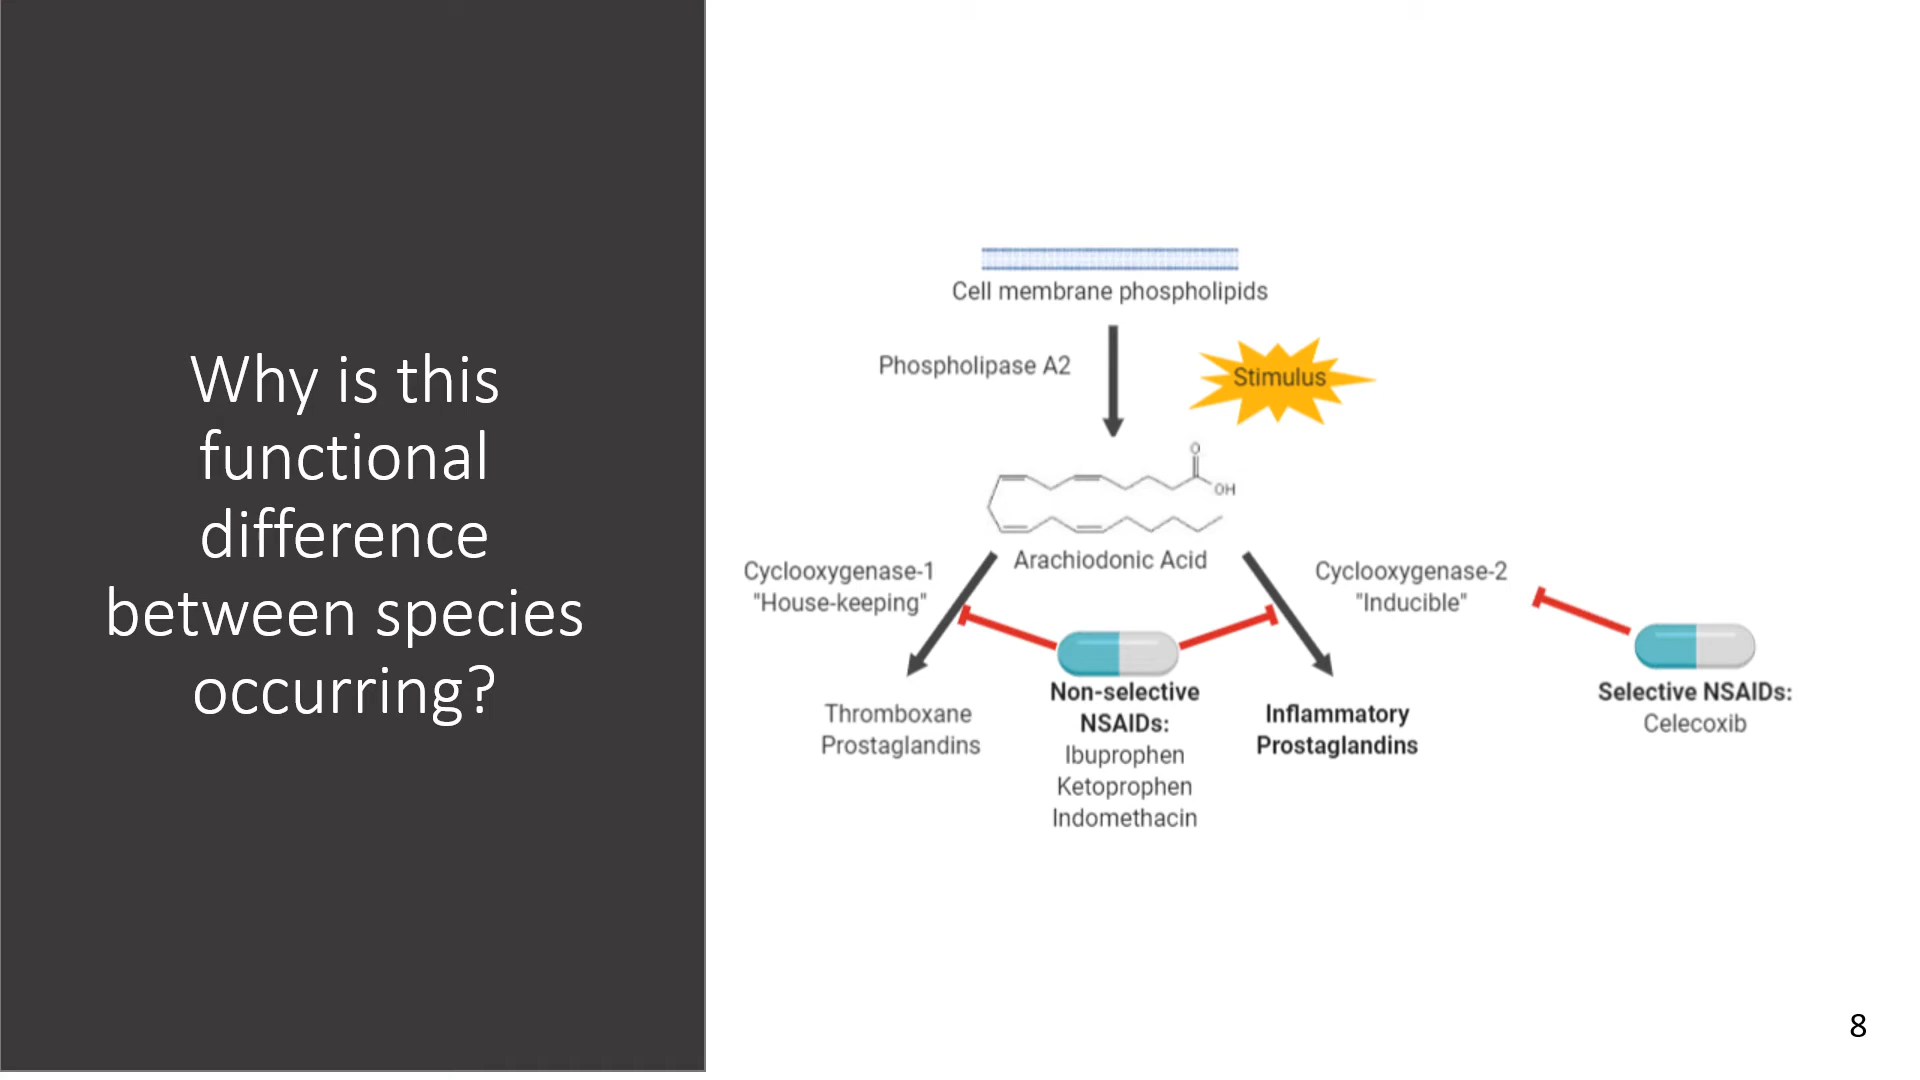 Why is this
functional
difference
between species
occurring?
Cell membrane phospholipids
Phospholipase A2
Stimulus
O
OH
Arachiodonic Acid
Cyclooxygenase-1
"House-keeping"
Cyclooxygenase-2
"Inducible"
Thromboxane
Prostaglandins
Non-selective
NSAIDs:
Ibuprophen
Ketoprophen
Indomethacin
Inflammatory
Prostaglandins
Selective NSAIDs:
Celecoxib
8